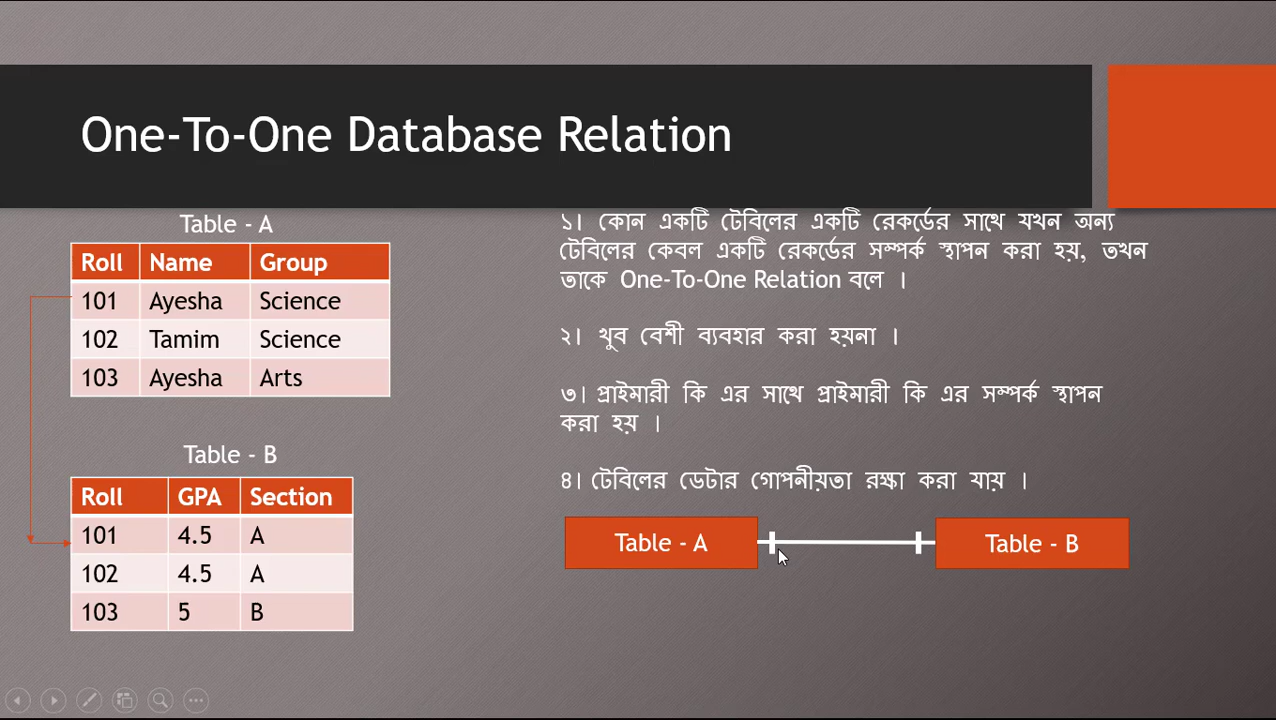 One-To-One Database Relation
Table - A
Roll Name Group
101 Ayesha Science
102 Tamim Science
103 Ayesha Arts
Table - B
Roll GPA Section
101 4.5 A
102 4.5 A
103 5 B
১। কোন একটি টেবিলের একটি রেকর্ডের সাথে যখন অন্য
টেবিলের কেবল একটি রেকর্ডের সম্পর্ক স্থাপন করা হয়, তখন
তাকে One-To-One Relation বলে ।
২। খুব বেশী ব্যবহার করা হয়না ।
৩। প্রাইমারী কি এর সাথে প্রাইমারী কি এর সম্পর্ক স্থাপন
করা হয় ।
৪। টেবিলের ডেটার গোপনীয়তা রক্ষা করা যায় ।
Table - A Table - B